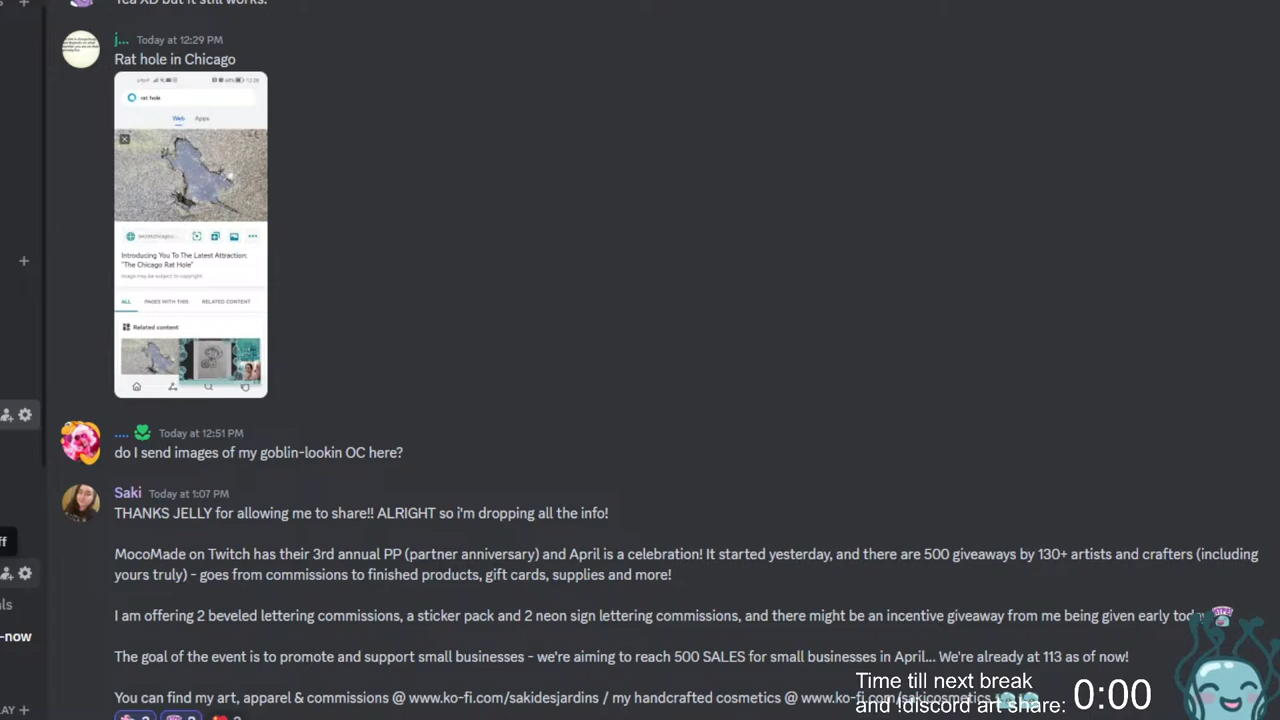 Yea XD but it still works.
j... Today at 12:29 PM
Rat hole in Chicago
12:28
rat hole
Web Apps
Introducing You To The Latest Attraction:
"The Chicago Rat Hole"
Image may be subject to copyright.
ALL PAGES WITH THIS RELATED CONTENT
Related content
.... Today at 12:51 PM
do I send images of my goblin-lookin OC here?
Saki Today at 1:07 PM
THANKS JELLY for allowing me to share!! ALRIGHT so i'm dropping all the info!
ff
MocoMade on Twitch has their 3rd annual PP (partner anniversary) and April is a celebration! It started yesterday, and there are 500 giveaways by 130+ artists and crafters (including
yours truly) - goes from commissions to finished products, gift cards, supplies and more!
als
I am offering 2 beveled lettering commissions, a sticker pack and 2 neon sign lettering commissions, and there might be an incentive giveaway from me being given early today
-now
The goal of the event is to promote and support small businesses - we're aiming to reach 500 SALES for small businesses in April... We're already at 113 as of now!
You can find my art, apparel & commissions @ www.ko-fi.com/sakidesjardins / my handcrafted cosmetics @ www.ko-fi.com/sakicosmetics
LAY
Time till next break
and !discord art share:
0:00